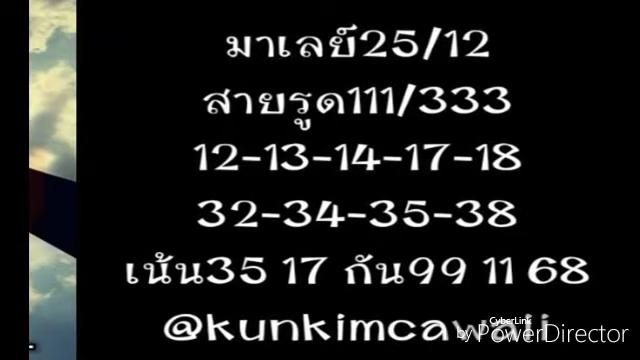 มาเลย์25/12
สายรูด111/333
12-13-14-17-18
32-34-35-38
เน้น35 17 กัน99 11 68
@kunkimcawaii
CyberLink
by PowerDirector